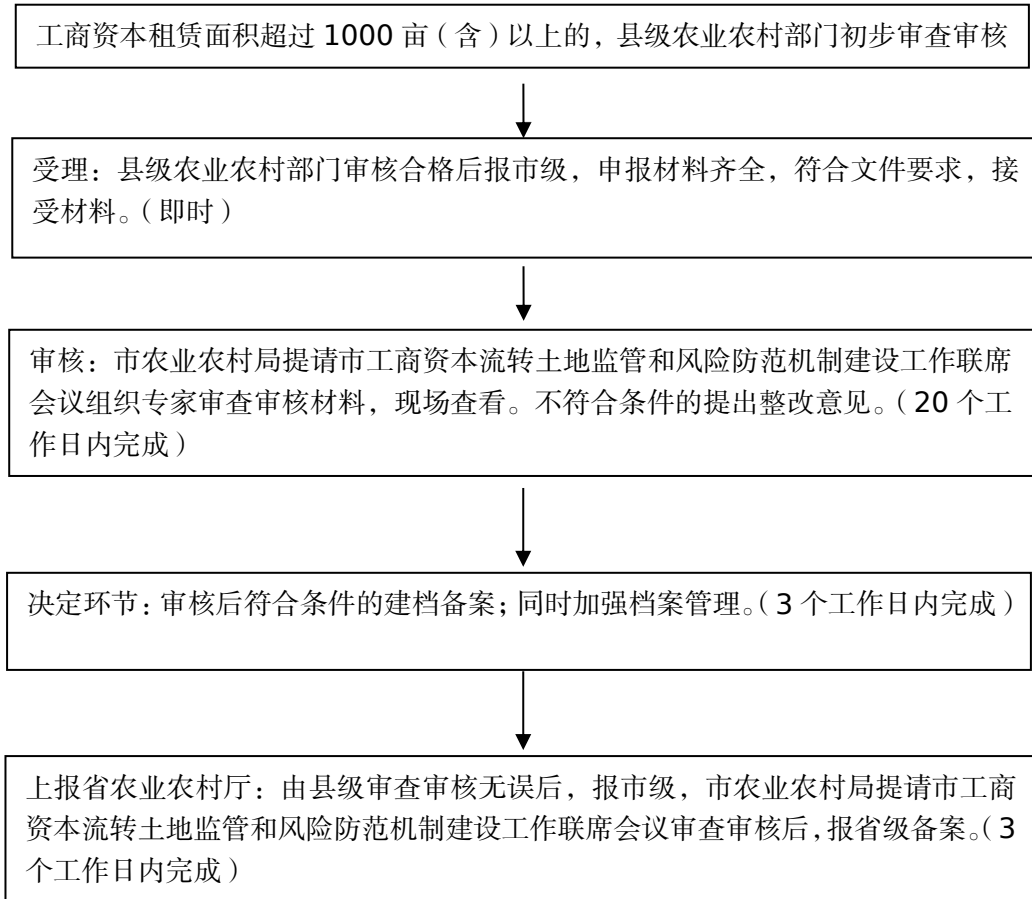 工商资本租赁面积超过 1000 亩（含）以上的，县级农业农村部门初步审查审核
受理：县级农业农村部门审核合格后报市级，申报材料齐全，符合文件要求，接
受材料。（即时）
审核：市农业农村局提请市工商资本流转土地监管和风险防范机制建设工作联席
会议组织专家审查审核材料，现场查看。不符合条件的提出整改意见。（20 个工
作日内完成）
决定环节：审核后符合条件的建档备案；同时加强档案管理。（3 个工作日内完成）
上报省农业农村厅：由县级审查审核无误后，报市级，市农业农村局提请市工商
资本流转土地监管和风险防范机制建设工作联席会议审查审核后，报省级备案。（3
个工作日内完成）